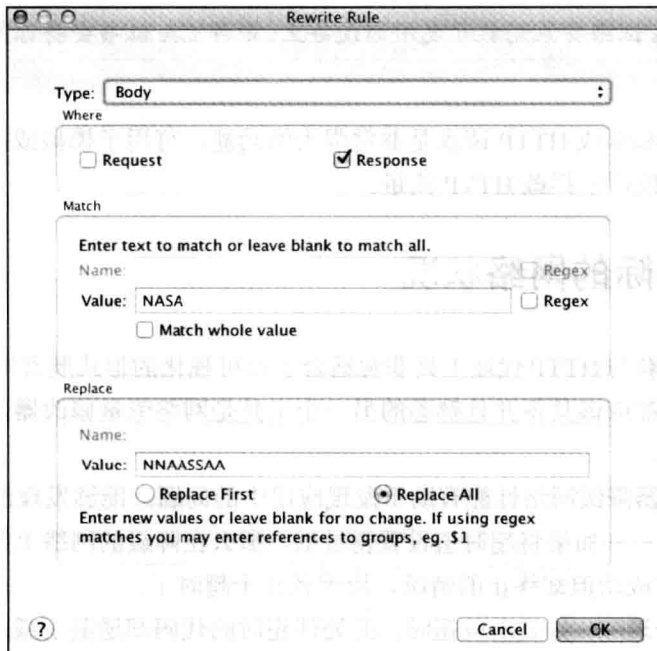 Rewrite Rule
Type: Body
Where
Request Response
Match
Enter text to match or leave blank to match all.
Name: Regex
Value: NASA Regex
Match whole value
Replace
Name:
Value: NNAASSAA
Replace First Replace All
Enter new values or leave blank for no change. If using regex
matches you may enter references to groups, eg. $1
? Cancel OK